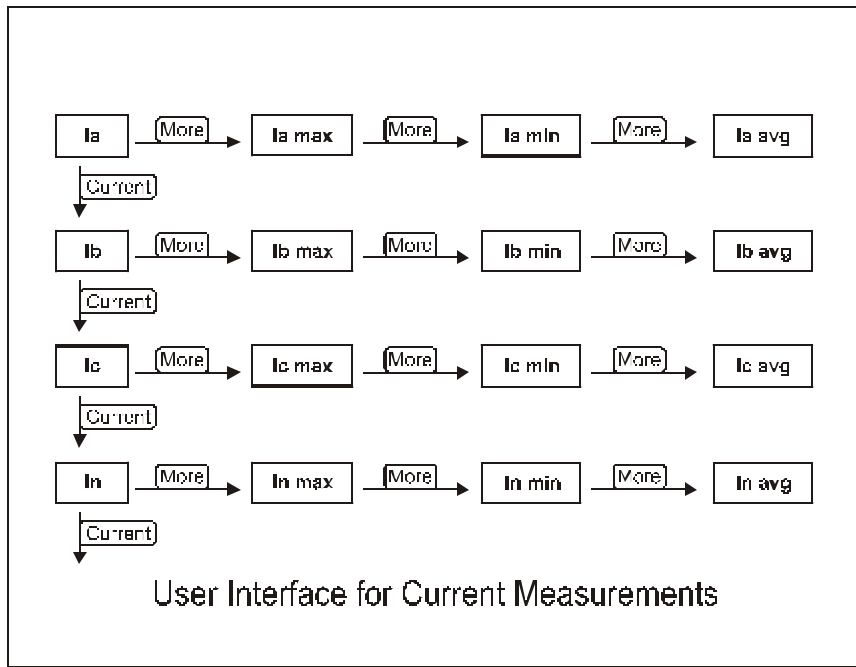 Ia More Ia max More Ia min More Ia avg
Current
Ib More Ib max More Ib min More Ib avg
Current
Ic More Ic max More Ic min More Ic avg
Current
In More In max More In min More In avg
Current
User Interface for Current Measurements